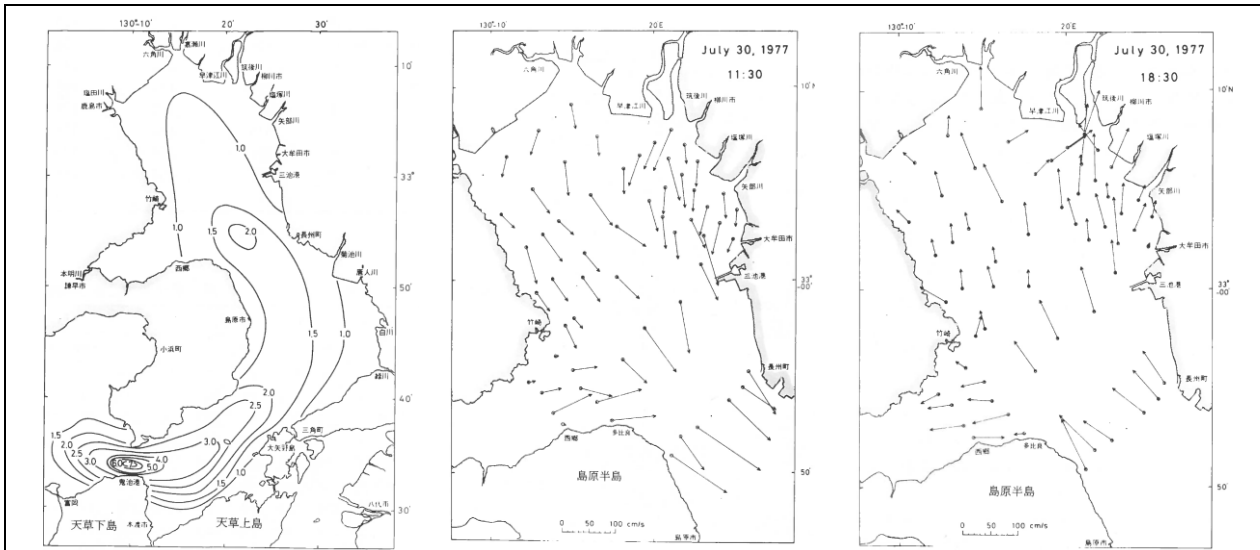 130°10'
20'
30'
六角川
嘉瀬川
早津江川
筑後川
柳川市
10'
塩田川
鹿島市
塩塚川
矢部川
大牟田市
1.0
三池港
33°
竹崎
1.5
2.0
長州町
菊池川
1.0
本明川
諫早市
西郷
50'
島原市
小浜町
1.5
1.0
白川
緑川
2.0
40'
2.5
1.5
2.0
2.5
3.0
3.0
4.0
5.0
三角町
大矢野島
1.0
1.5
鬼池港
富岡
八代市
30'
天草下島
本渡市
天草上島
130°10'
20'E
July 30, 1977
11:30
六角川
筑後川
柳川市
10'N
早津江川
塩塚川
矢部川
大牟田市
三池港
33°
00'
竹崎
長州町
西郷
多比良
50'
島原半島
0 50 100 cm/s
島原市
130°10'
20'E
July 30, 1977
18:30
六角川
筑後川
柳川市
10'N
早津江川
塩塚川
矢部川
大牟田市
三池港
33°
00'
竹崎
長州町
西郷
多比良
島原半島
50'
0 50 100 cm/s
島原市